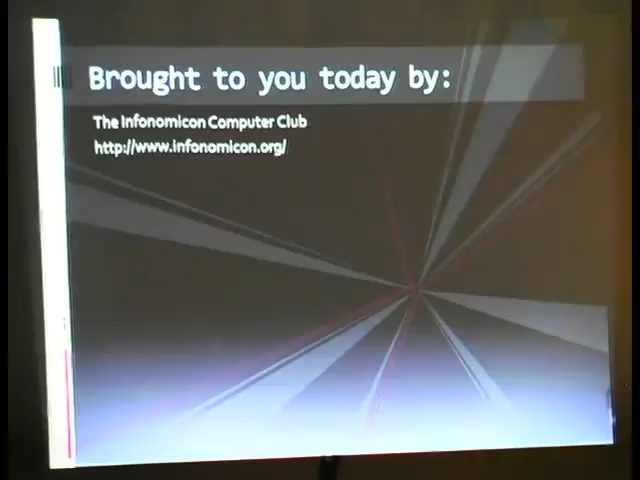 Brought to you today by:
The Infonomicon Computer Club
http://www.infonomicon.org/